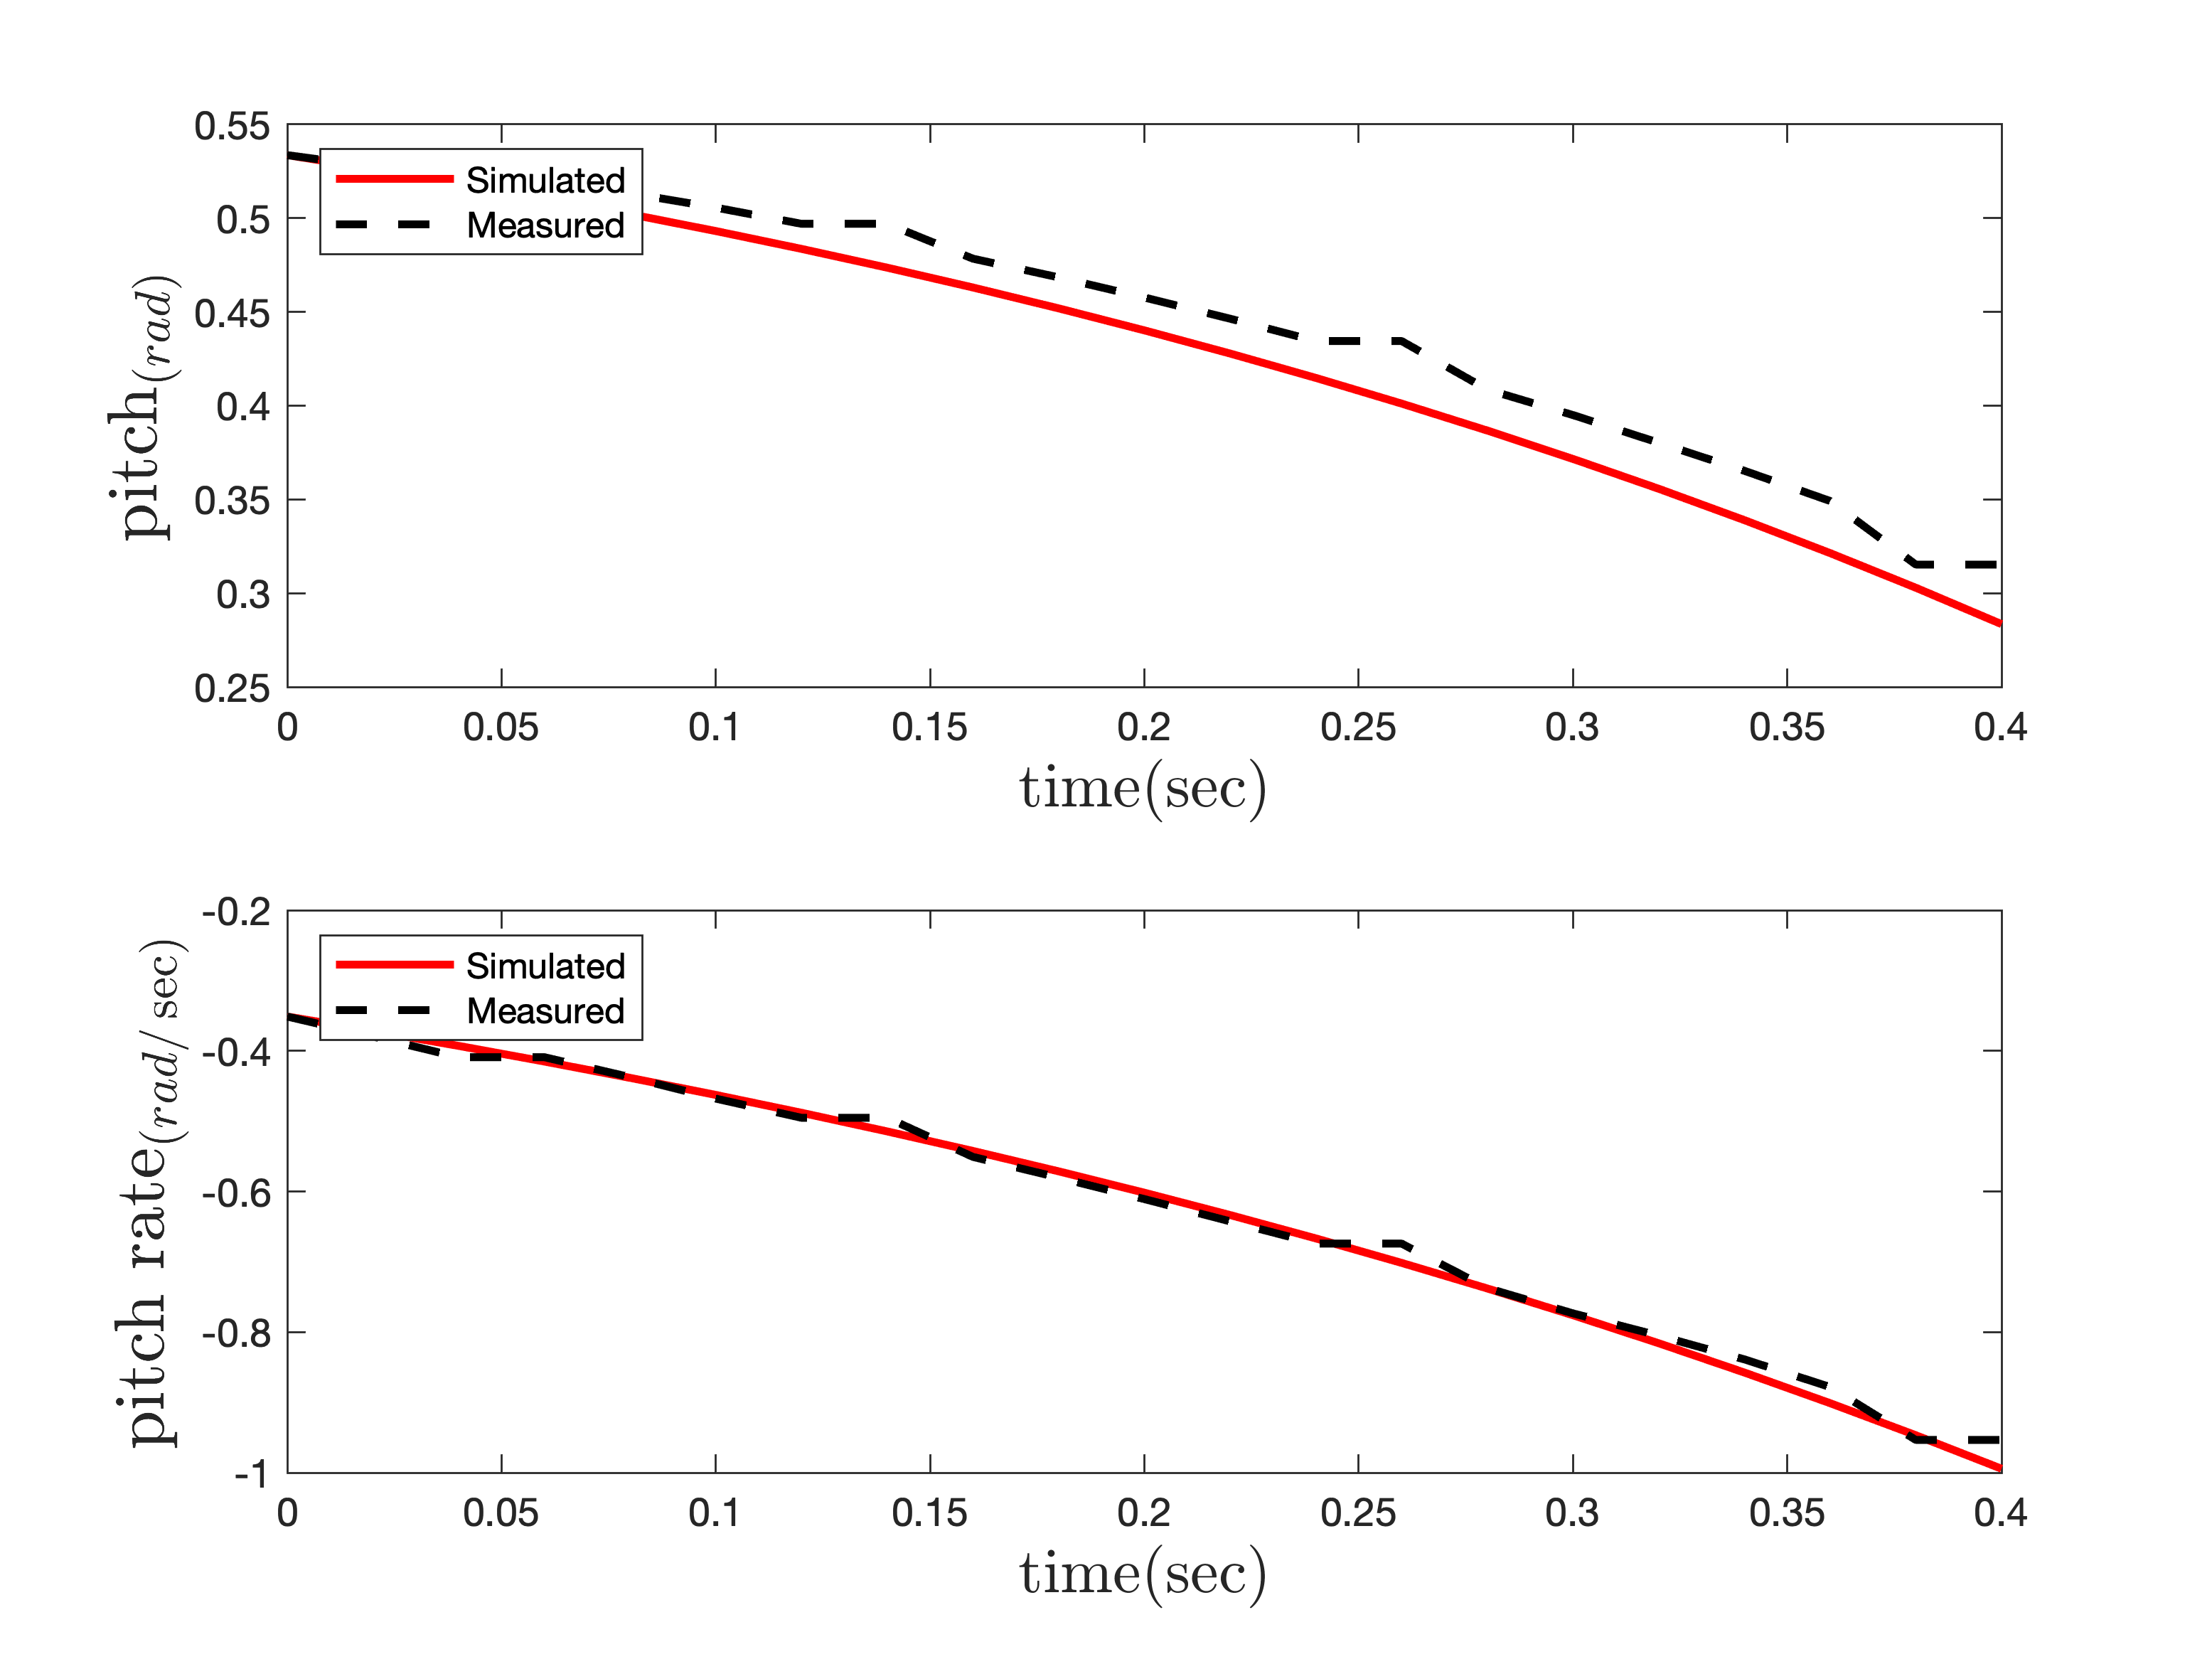 0.55
0.5
0.45
0.4
0.35
0.3
0.25
pitch(rad)
Simulated
Measured
0 0.05 0.1 0.15 0.2 0.25 0.3 0.35 0.4
time(sec)
-0.2
-0.4
-0.6
-0.8
-1
pitch rate(rad/ sec)
Simulated
Measured
0 0.05 0.1 0.15 0.2 0.25 0.3 0.35 0.4
time(sec)